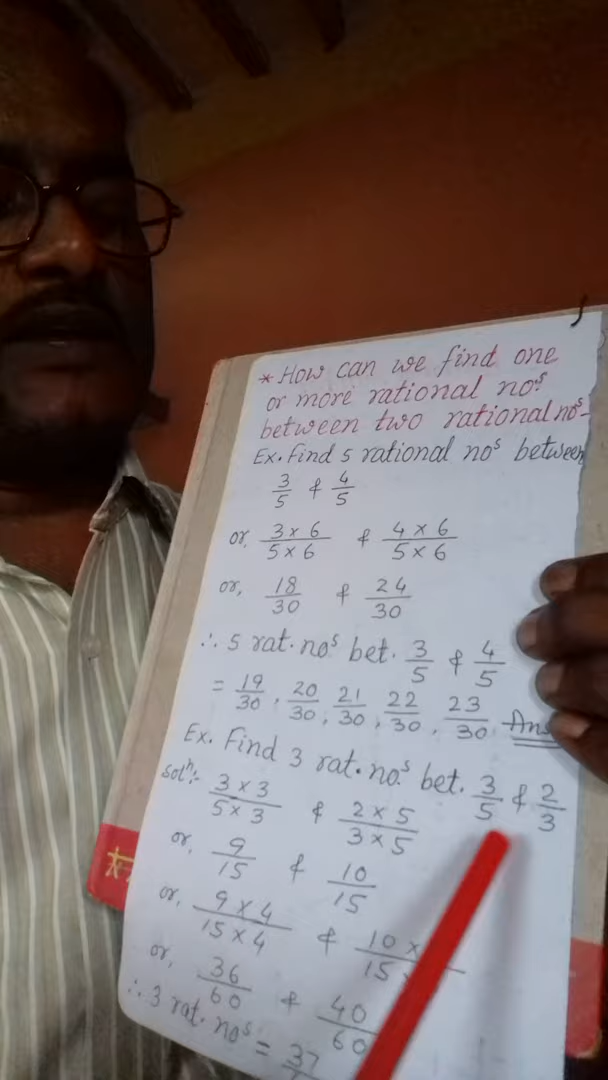 * How can we find one
or more rational no.s
between two rational nos-
Ex. Find 5 rational nos between
3/5 & 4/5
or, 3×6/5×6 & 4×6/5×6
or, 18/30 & 24/30
∴ 5 rat. nos bet. 3/5 & 4/5
= 19/30, 20/30, 21/30, 22/30, 23/30 Ans
Ex. Find 3 rat. no.s bet. 3/5 & 2/3
soln:- 3×3/5×3 & 2×5/3×5
or, 9/15 & 10/15
or, 9×4/15×4 & 10×/15
or, 36/60 & 40/60
∴ 3 rat. nos = 37